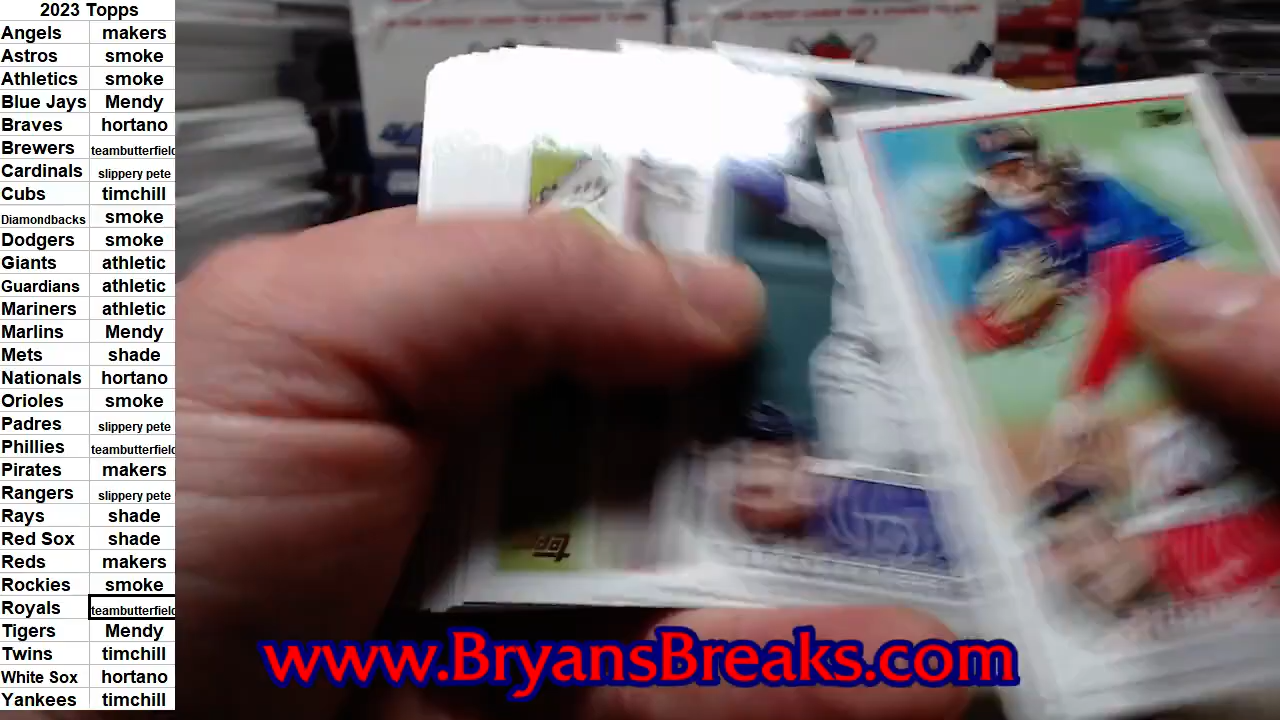 2023 Topps
Angels makers
Astros smoke
Athletics smoke
Blue Jays Mendy
Braves hortano
Brewers teambutterfield
Cardinals slippery pete
Cubs timchill
Diamondbacks smoke
Dodgers smoke
Giants athletic
Guardians athletic
Mariners athletic
Marlins Mendy
Mets shade
Nationals hortano
Orioles smoke
Padres slippery pete
Phillies teambutterfield
Pirates makers
Rangers slippery pete
Rays shade
Red Sox shade
Reds makers
Rockies smoke
Royals teambutterfield
Tigers Mendy
Twins timchill
White Sox hortano
Yankees timchill
www.BryansBreaks.com